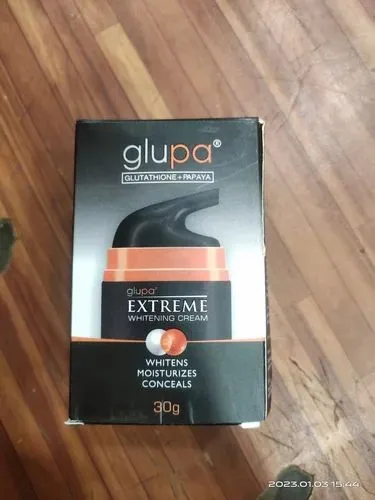 glupa®
GLUTATHIONE+PAPAYA
glupa®
EXTREME
WHITENING CREAM
WHITENS
MOISTURIZES
CONCEALS
30g
2023.01.03 15:44